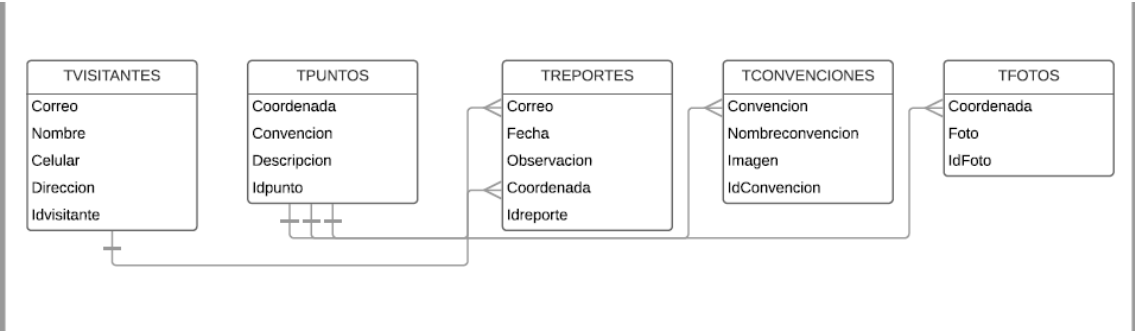 TVISITANTES
Correo
Nombre
Celular
Direccion
Idvisitante
TPUNTOS
Coordenada
Convencion
Descripcion
Idpunto
TREPORTES
Correo
Fecha
Observacion
Coordenada
Idreporte
TCONVENCIONES
Convencion
Nombreconvencion
Imagen
IdConvencion
TFOTOS
Coordenada
Foto
IdFoto